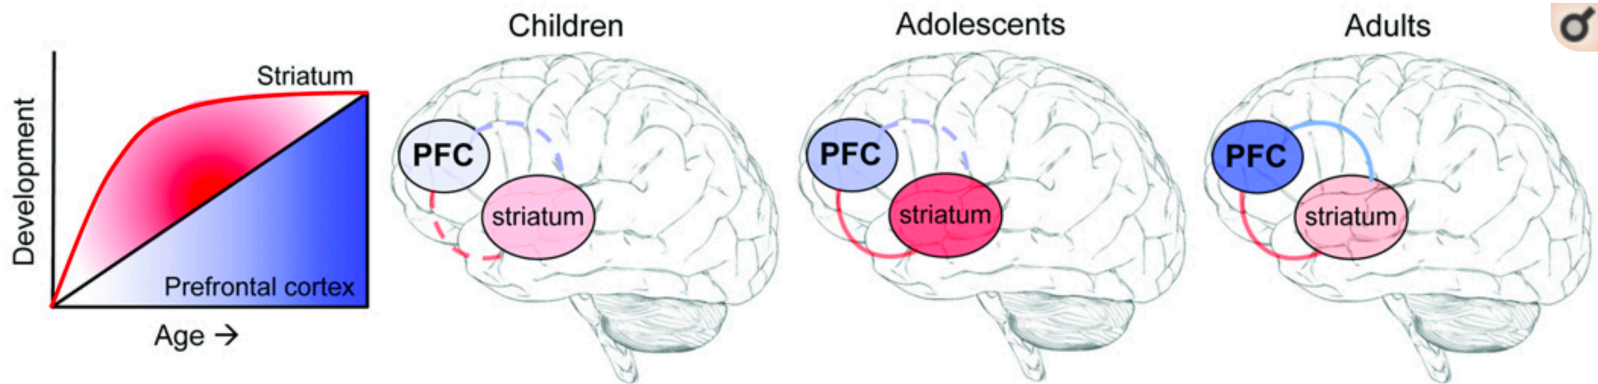 Development
Striatum
Prefrontal cortex
Age →
Children
PFC
striatum
Adolescents
PFC
striatum
Adults
PFC
striatum